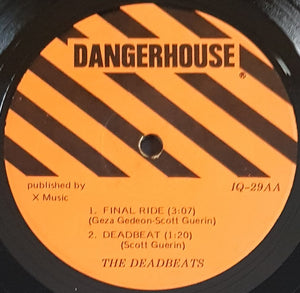 DANGERHOUSE
®
published by
X Music
IQ-29AA
1. FINAL RIDE (3:07)
(Geza Gedeon-Scott Guerin)
2. DEADBEAT (1:20)
(Scott Guerin)
THE DEADBEATS